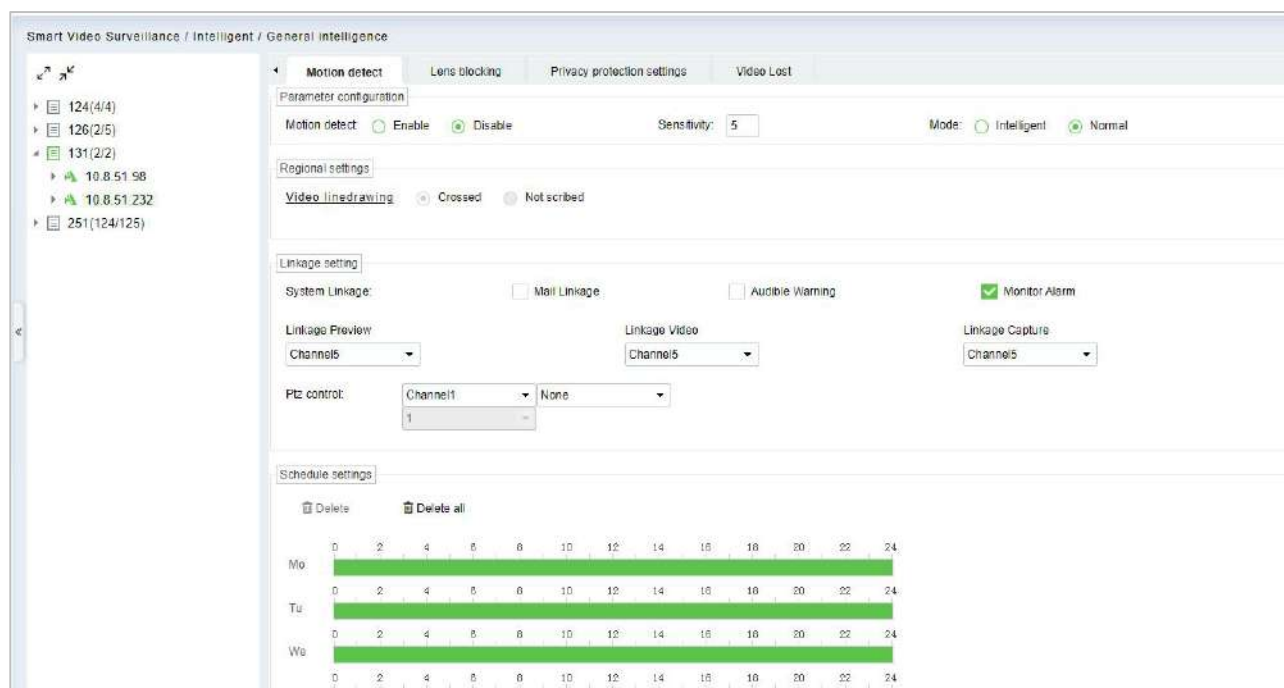 Smart Video Surveillance / Intelligent / General intelligence
Motion detect Lens blocking Privacy protection settings Video Lost
124(4/4)
126(2/5)
131(2/2)
10.8.51.98
10.8.51.232
251(124/125)
Parameter configuration
Motion detect: Enable Disable Sensitivity: 5 Mode: Intelligent Normal
Regional settings
Video linedrawing Crossed Not scribed
Linkage setting
System Linkage: Mail Linkage Audible Warning Monitor Alarm
Linkage Preview Linkage Video Linkage Capture
Channel5 Channel5 Channel5
Ptz control: Channel1 None
1
Schedule settings
Delete Delete all
0 2 4 6 8 10 12 14 16 18 20 22 24
Mo
0 2 4 6 8 10 12 14 16 18 20 22 24
Tu
0 2 4 6 8 10 12 14 16 18 20 22 24
We
0 2 4 6 8 10 12 14 16 18 20 22 24